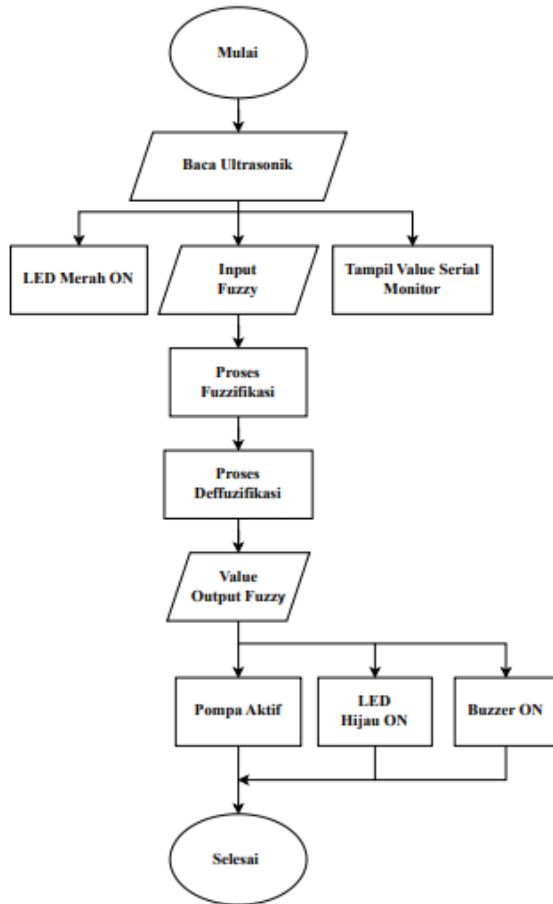 Mulai
Baca Ultrasonik
LED Merah ON
Input
Fuzzy
Tampil Value Serial
Monitor
Proses
Fuzzifikasi
Proses
Deffuzifikasi
Value
Output Fuzzy
Pompa Aktif
LED
Hijau ON
Buzzer ON
Selesai